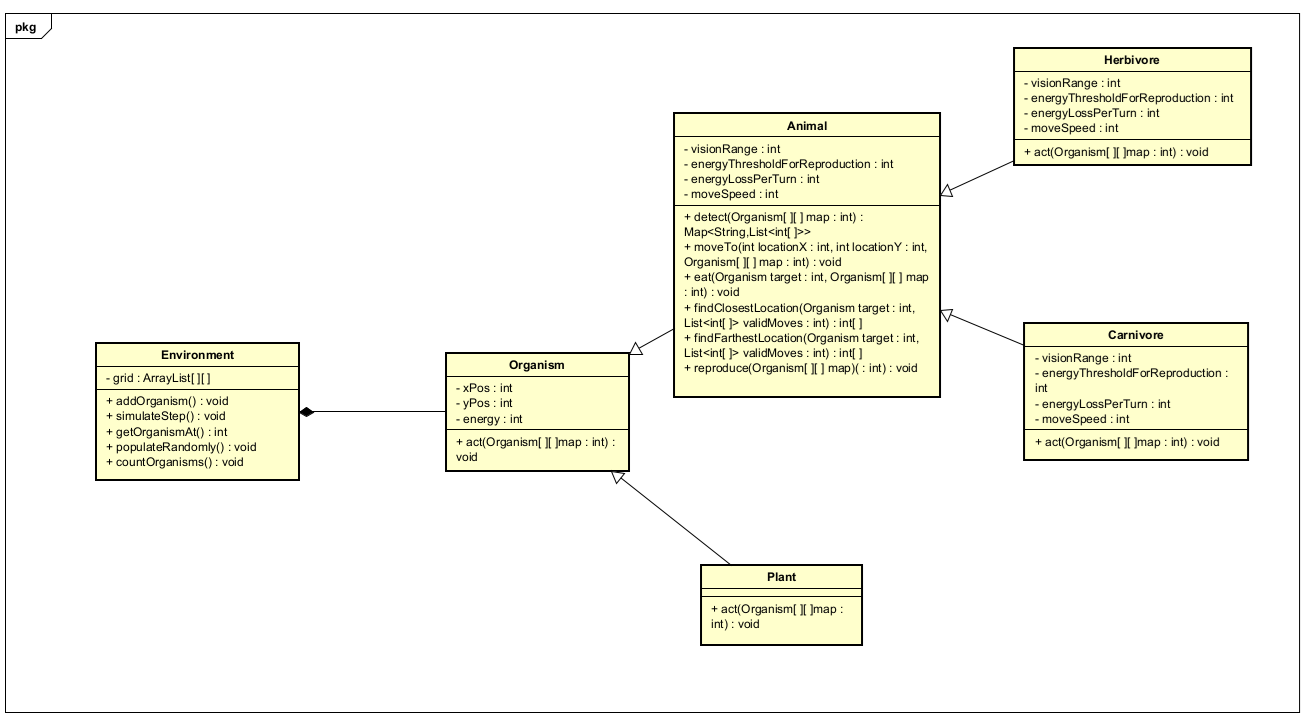 pkg
Herbivore
- visionRange : int
- energyThresholdForReproduction : int
- energyLossPerTurn : int
- moveSpeed : int
+ act(Organism[ ][ ]map : int) : void
Animal
- visionRange : int
- energyThresholdForReproduction : int
- energyLossPerTurn : int
- moveSpeed : int
+ detect(Organism[ ][ ] map : int) :
Map<String,List<int[ ]>>
+ moveTo(int locationX : int, int locationY : int,
Organism[ ][ ] map : int) : void
+ eat(Organism target : int, Organism[ ][ ] map
: int) : void
+ findClosestLocation(Organism target : int,
List<int[ ]> validMoves : int) : int[ ]
+ findFarthestLocation(Organism target : int,
List<int[ ]> validMoves : int) : int[ ]
+ reproduce(Organism[ ][ ] map)( : int) : void
Carnivore
- visionRange : int
- energyThresholdForReproduction :
int
- energyLossPerTurn : int
- moveSpeed : int
+ act(Organism[ ][ ]map : int) : void
Environment
- grid : ArrayList[ ][ ]
+ addOrganism() : void
+ simulateStep() : void
+ getOrganismAt() : int
+ populateRandomly() : void
+ countOrganisms() : void
Organism
- xPos : int
- yPos : int
- energy : int
+ act(Organism[ ][ ]map : int) :
void
Plant
+ act(Organism[ ][ ]map :
int) : void